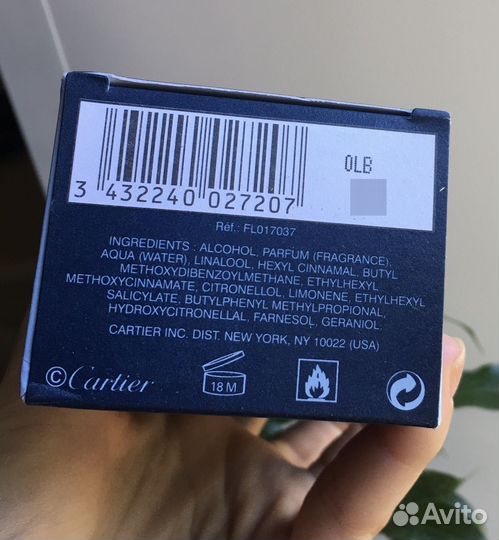 0LB
3 432240 027207
Réf.: FL017037
INGREDIENTS : ALCOHOL, PARFUM (FRAGRANCE),
AQUA (WATER), LINALOOL, HEXYL CINNAMAL, BUTYL
METHOXYDIBENZOYLMETHANE, ETHYLHEXYL
METHOXYCINNAMATE, CITRONELLOL, LIMONENE, ETHYLHEXYL
SALICYLATE, BUTYLPHENYL METHYLPROPIONAL,
HYDROXYCITRONELLAL, FARNESOL, GERANIOL.
CARTIER INC. DIST. NEW YORK, NY 10022 (USA)
©Cartier
18 M
Avito